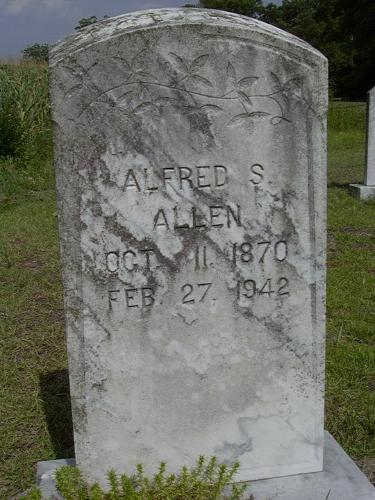 ALFRED S.
ALLEN
OCT. 11. 1870
FEB. 27. 1942